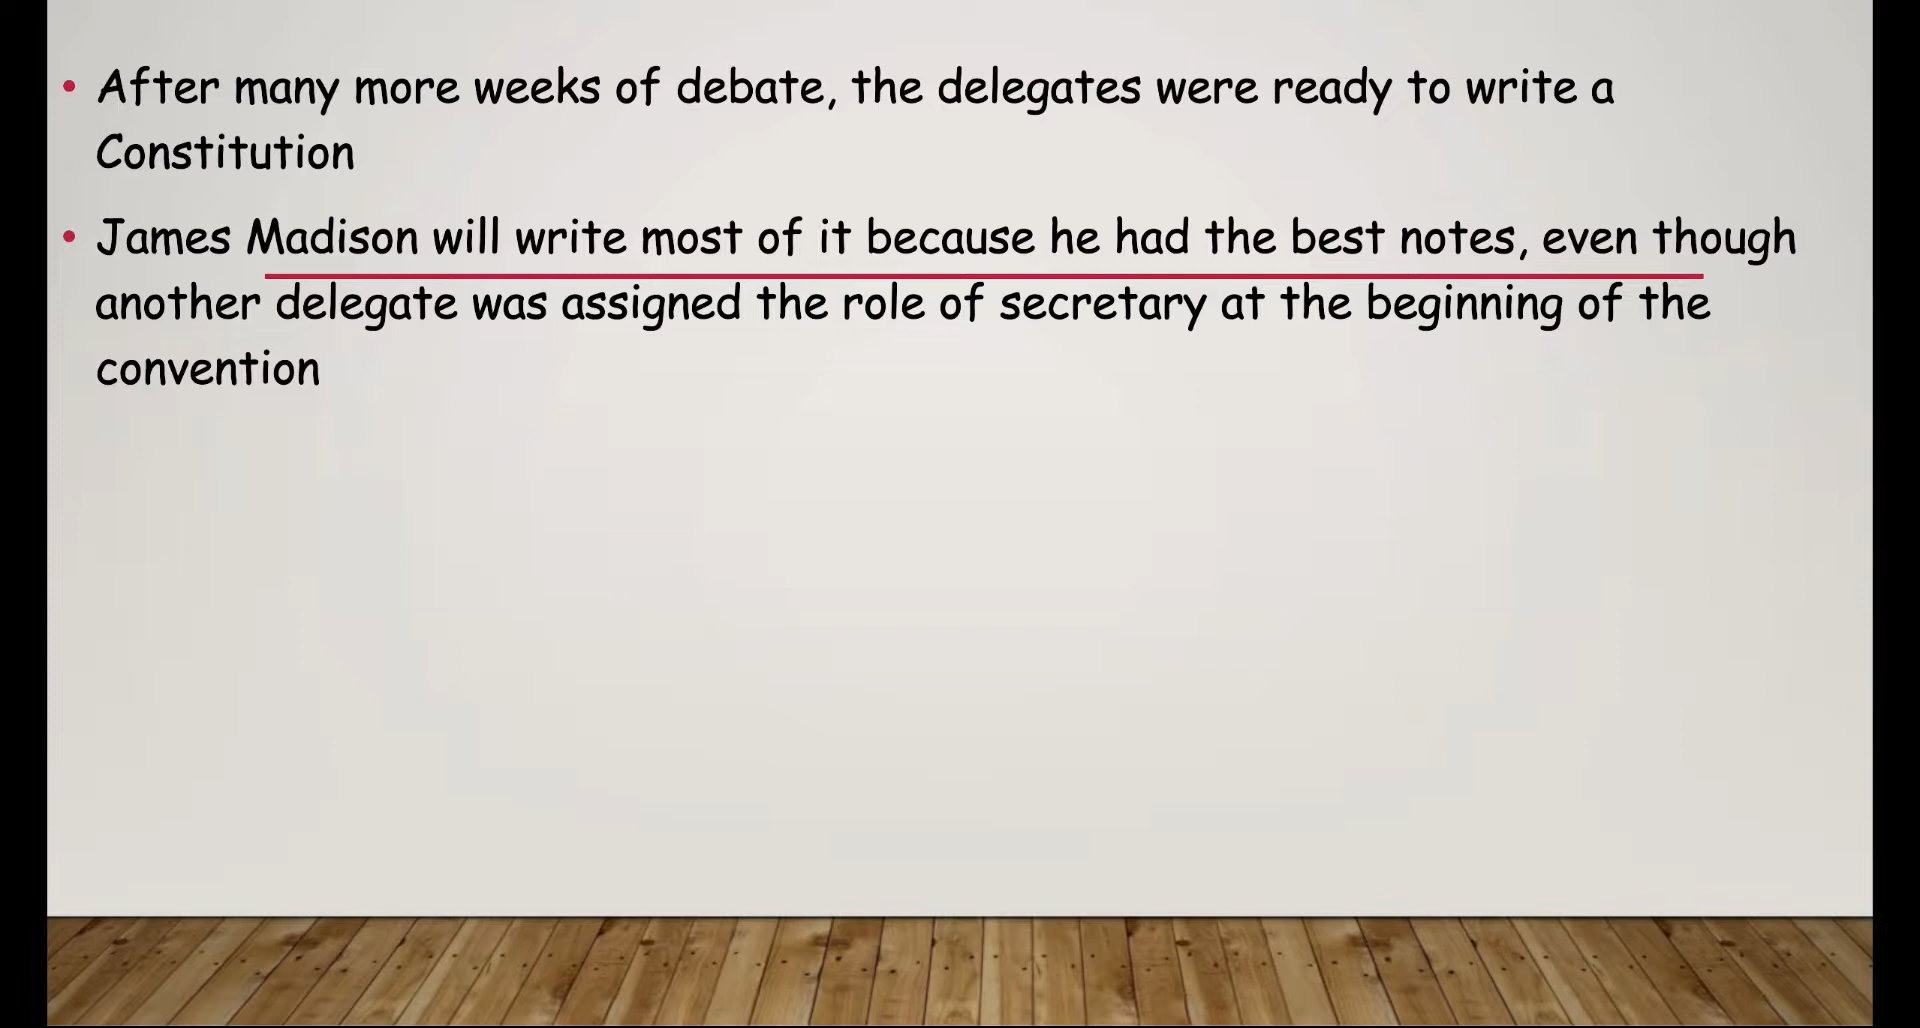 • After many more weeks of debate, the delegates were ready to write a
Constitution
• James Madison will write most of it because he had the best notes, even though
another delegate was assigned the role of secretary at the beginning of the
convention